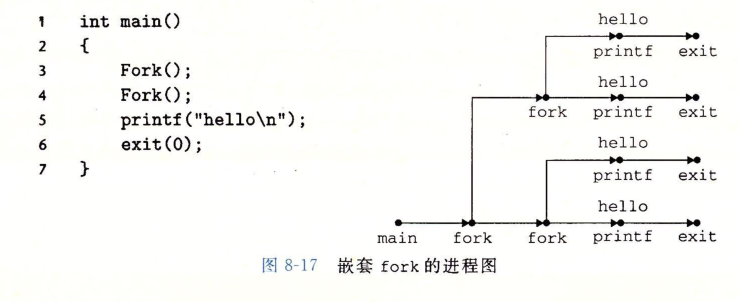 1 int main()
2 {
3 Fork();
4 Fork();
5 printf("hello\n");
6 exit(0);
7 }
hello
printf exit
hello
fork printf exit
hello
printf exit
hello
main fork fork printf exit
图 8-17 嵌套 fork 的进程图